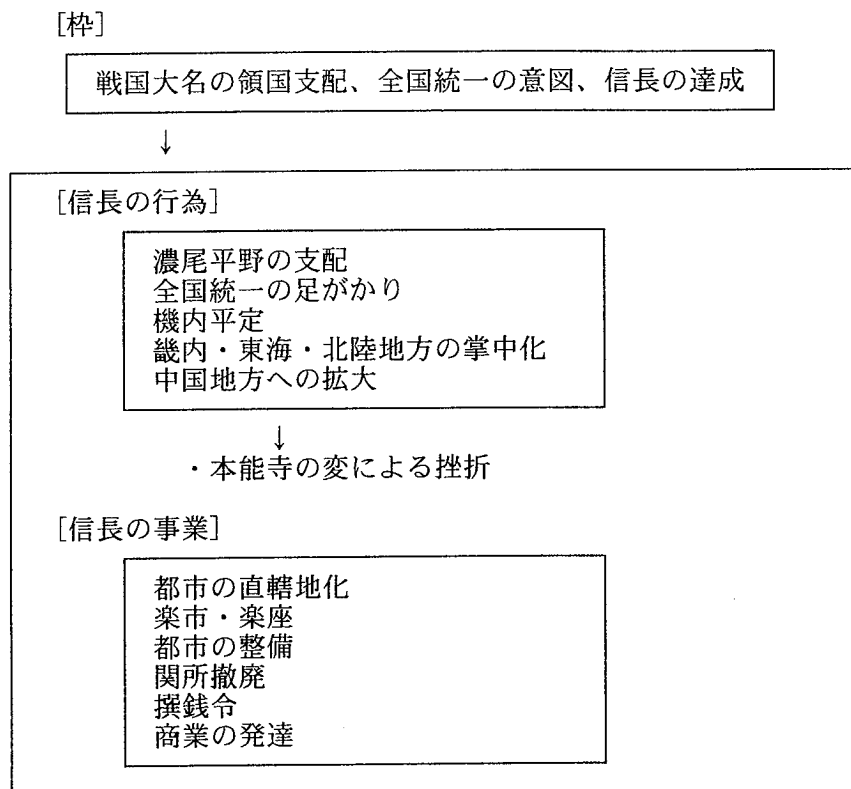 [枠]
戦国大名の領国支配、全国統一の意図、信長の達成
↓
[信長の行為]
濃尾平野の支配
全国統一の足がかり
機内平定
畿内・東海・北陸地方の掌中化
中国地方への拡大
↓
・本能寺の変による挫折
[信長の事業]
都市の直轄地化
楽市・楽座
都市の整備
関所撤廃
撰銭令
商業の発達